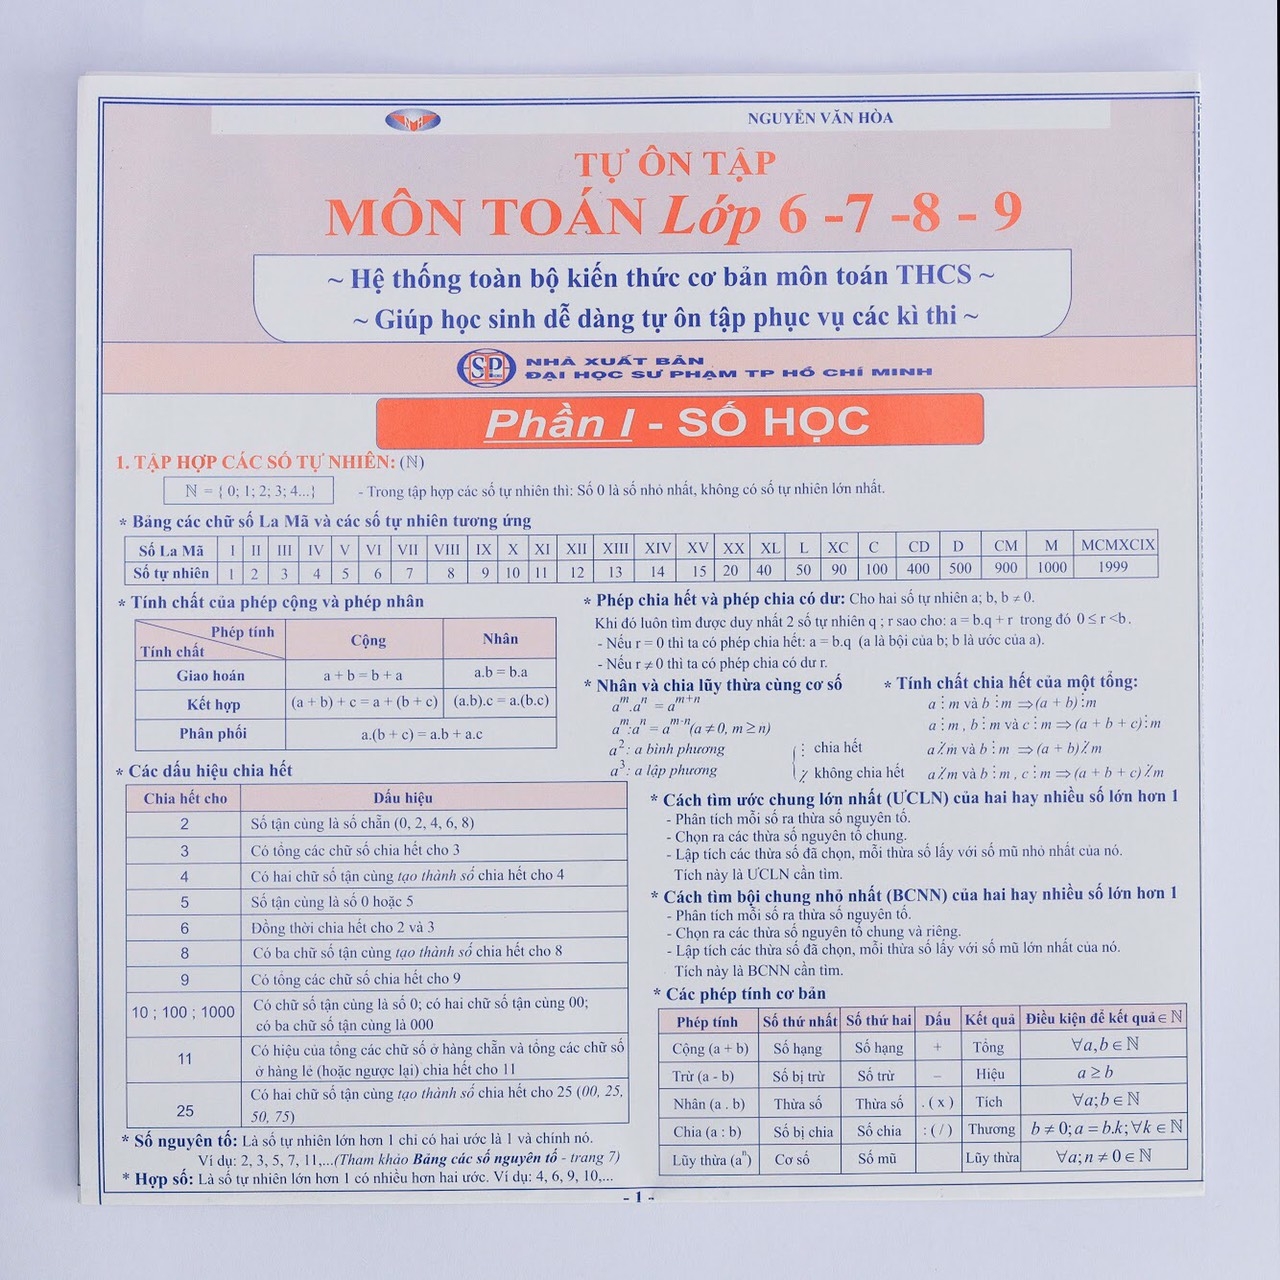 NH
NGUYỄN VĂN HÒA
TỰ ÔN TẬP
MÔN TOÁN Lớp 6 -7 -8 - 9
~ Hệ thống toàn bộ kiến thức cơ bản môn toán THCS ~
~ Giúp học sinh dễ dàng tự ôn tập phục vụ các kì thi ~
SP NHÀ XUẤT BẢN
ĐẠI HỌC SƯ PHẠM TP HỒ CHÍ MINH
Phần I - SỐ HỌC
1. TẬP HỢP CÁC SỐ TỰ NHIÊN: (ℕ)
ℕ = { 0; 1; 2; 3; 4...} - Trong tập hợp các số tự nhiên thì: Số 0 là số nhỏ nhất, không có số tự nhiên lớn nhất.
* Bảng các chữ số La Mã và các số tự nhiên tương ứng
Số La Mã I II III IV V VI VII VIII IX X XI XII XIII XIV XV XX XL L XC C CD D CM M MCMXCIX
Số tự nhiên 1 2 3 4 5 6 7 8 9 10 11 12 13 14 15 20 40 50 90 100 400 500 900 1000 1999
* Tính chất của phép cộng và phép nhân
Phép tính
Tính chất
Cộng Nhân
Giao hoán a + b = b + a a.b = b.a
Kết hợp (a + b) + c = a + (b + c) (a.b).c = a.(b.c)
Phân phối a.(b + c) = a.b + a.c
* Phép chia hết và phép chia có dư: Cho hai số tự nhiên a; b, b ≠ 0.
Khi đó luôn tìm được duy nhất 2 số tự nhiên q ; r sao cho: a = b.q + r trong đó 0 ≤ r < b .
- Nếu r = 0 thì ta có phép chia hết: a = b.q (a là bội của b; b là ước của a).
- Nếu r ≠ 0 thì ta có phép chia có dư r.
* Nhân và chia lũy thừa cùng cơ số
aᵐ.aⁿ = aᵐ⁺ⁿ
aᵐ:aⁿ = aᵐ⁻ⁿ(a ≠ 0, m ≥ n)
a²: a bình phương
a³: a lập phương
⋮ chia hết
⋮̸ không chia hết
* Tính chất chia hết của một tổng:
a⋮m và b⋮m ⇒ (a + b)⋮m
a⋮m , b⋮m và c⋮m ⇒ (a + b + c)⋮m
a⋮̸m và b⋮m ⇒ (a + b)⋮̸m
a⋮̸m và b⋮m , c⋮m ⇒ (a + b + c)⋮̸m
* Các dấu hiệu chia hết
Chia hết cho Dấu hiệu
2 Số tận cùng là số chẵn (0, 2, 4, 6, 8)
3 Có tổng các chữ số chia hết cho 3
4 Có hai chữ số tận cùng tạo thành số chia hết cho 4
5 Số tận cùng là số 0 hoặc 5
6 Đồng thời chia hết cho 2 và 3
8 Có ba chữ số tận cùng tạo thành số chia hết cho 8
9 Có tổng các chữ số chia hết cho 9
10 ; 100 ; 1000 Có chữ số tận cùng là số 0; có hai chữ số tận cùng 00;
có ba chữ số tận cùng là 000
11 Có hiệu của tổng các chữ số ở hàng chẵn và tổng các chữ số
ở hàng lẻ (hoặc ngược lại) chia hết cho 11
25 Có hai chữ số tận cùng tạo thành số chia hết cho 25 (00, 25,
50, 75)
* Số nguyên tố: Là số tự nhiên lớn hơn 1 chỉ có hai ước là 1 và chính nó.
Ví dụ: 2, 3, 5, 7, 11,...(Tham khảo Bảng các số nguyên tố - trang 7)
* Hợp số: Là số tự nhiên lớn hơn 1 có nhiều hơn hai ước. Ví dụ: 4, 6, 9, 10,...
* Cách tìm ước chung lớn nhất (ƯCLN) của hai hay nhiều số lớn hơn 1
- Phân tích mỗi số ra thừa số nguyên tố.
- Chọn ra các thừa số nguyên tố chung.
- Lập tích các thừa số đã chọn, mỗi thừa số lấy với số mũ nhỏ nhất của nó.
Tích này là ƯCLN cần tìm.
* Cách tìm bội chung nhỏ nhất (BCNN) của hai hay nhiều số lớn hơn 1
- Phân tích mỗi số ra thừa số nguyên tố.
- Chọn ra các thừa số nguyên tố chung và riêng.
- Lập tích các thừa số đã chọn, mỗi thừa số lấy với số mũ lớn nhất của nó.
Tích này là BCNN cần tìm.
* Các phép tính cơ bản
Phép tính Số thứ nhất Số thứ hai Dấu Kết quả Điều kiện để kết quả ∈ ℕ
Cộng (a + b) Số hạng Số hạng + Tổng ∀a,b ∈ ℕ
Trừ (a - b) Số bị trừ Số trừ – Hiệu a ≥ b
Nhân (a . b) Thừa số Thừa số . ( x ) Tích ∀a;b ∈ ℕ
Chia (a : b) Số bị chia Số chia : ( / ) Thương b ≠ 0; a = b.k; ∀k ∈ ℕ
Lũy thừa (aⁿ) Cơ số Số mũ Lũy thừa ∀a; n ≠ 0 ∈ ℕ
- 1 -